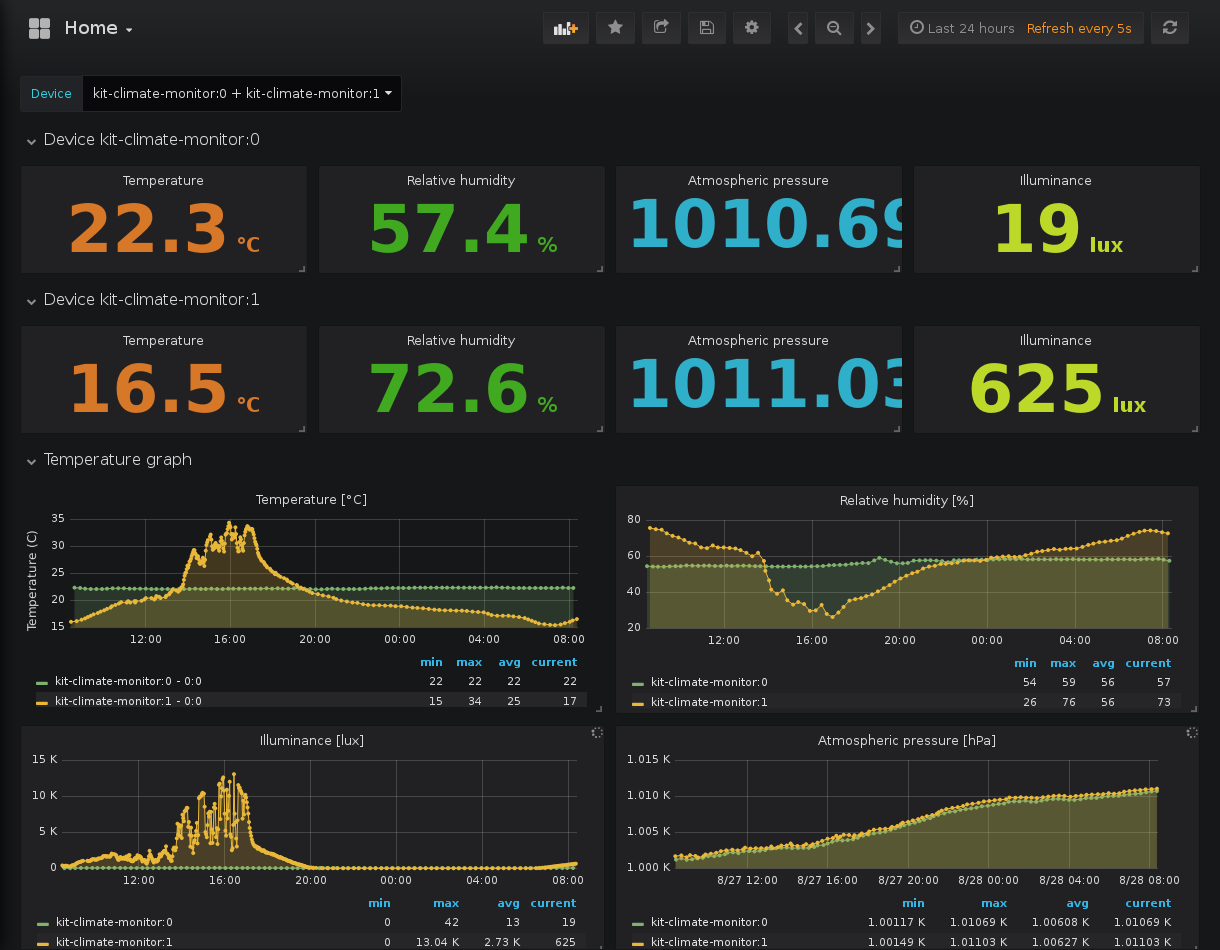 Home
Last 24 hours Refresh every 5s
Device kit-climate-monitor:0 + kit-climate-monitor:1
Device kit-climate-monitor:0
Temperature Relative humidity Atmospheric pressure Illuminance
22.3 °C 57.4 % 1010.69 19 lux
Device kit-climate-monitor:1
Temperature Relative humidity Atmospheric pressure Illuminance
16.5 °C 72.6 % 1011.03 625 lux
Temperature graph
Temperature [°C]
Temperature (C)
35
30
25
20
15
12:00 16:00 20:00 00:00 04:00 08:00
min max avg current
kit-climate-monitor:0 - 0:0 22 22 22 22
kit-climate-monitor:1 - 0:0 15 34 25 17
Relative humidity [%]
80
60
40
20
12:00 16:00 20:00 00:00 04:00 08:00
min max avg current
kit-climate-monitor:0 54 59 56 57
kit-climate-monitor:1 26 76 56 73
Illuminance [lux]
15 K
10 K
5 K
0
12:00 16:00 20:00 00:00 04:00 08:00
min max avg current
kit-climate-monitor:0 0 42 13 19
kit-climate-monitor:1 0 13.04 K 2.73 K 625
Atmospheric pressure [hPa]
1.015 K
1.010 K
1.005 K
1.000 K
8/27 12:00 8/27 16:00 8/27 20:00 8/28 00:00 8/28 04:00 8/28 08:00
min max avg current
kit-climate-monitor:0 1.00117 K 1.01069 K 1.00608 K 1.01069 K
kit-climate-monitor:1 1.00149 K 1.01103 K 1.00627 K 1.01103 K